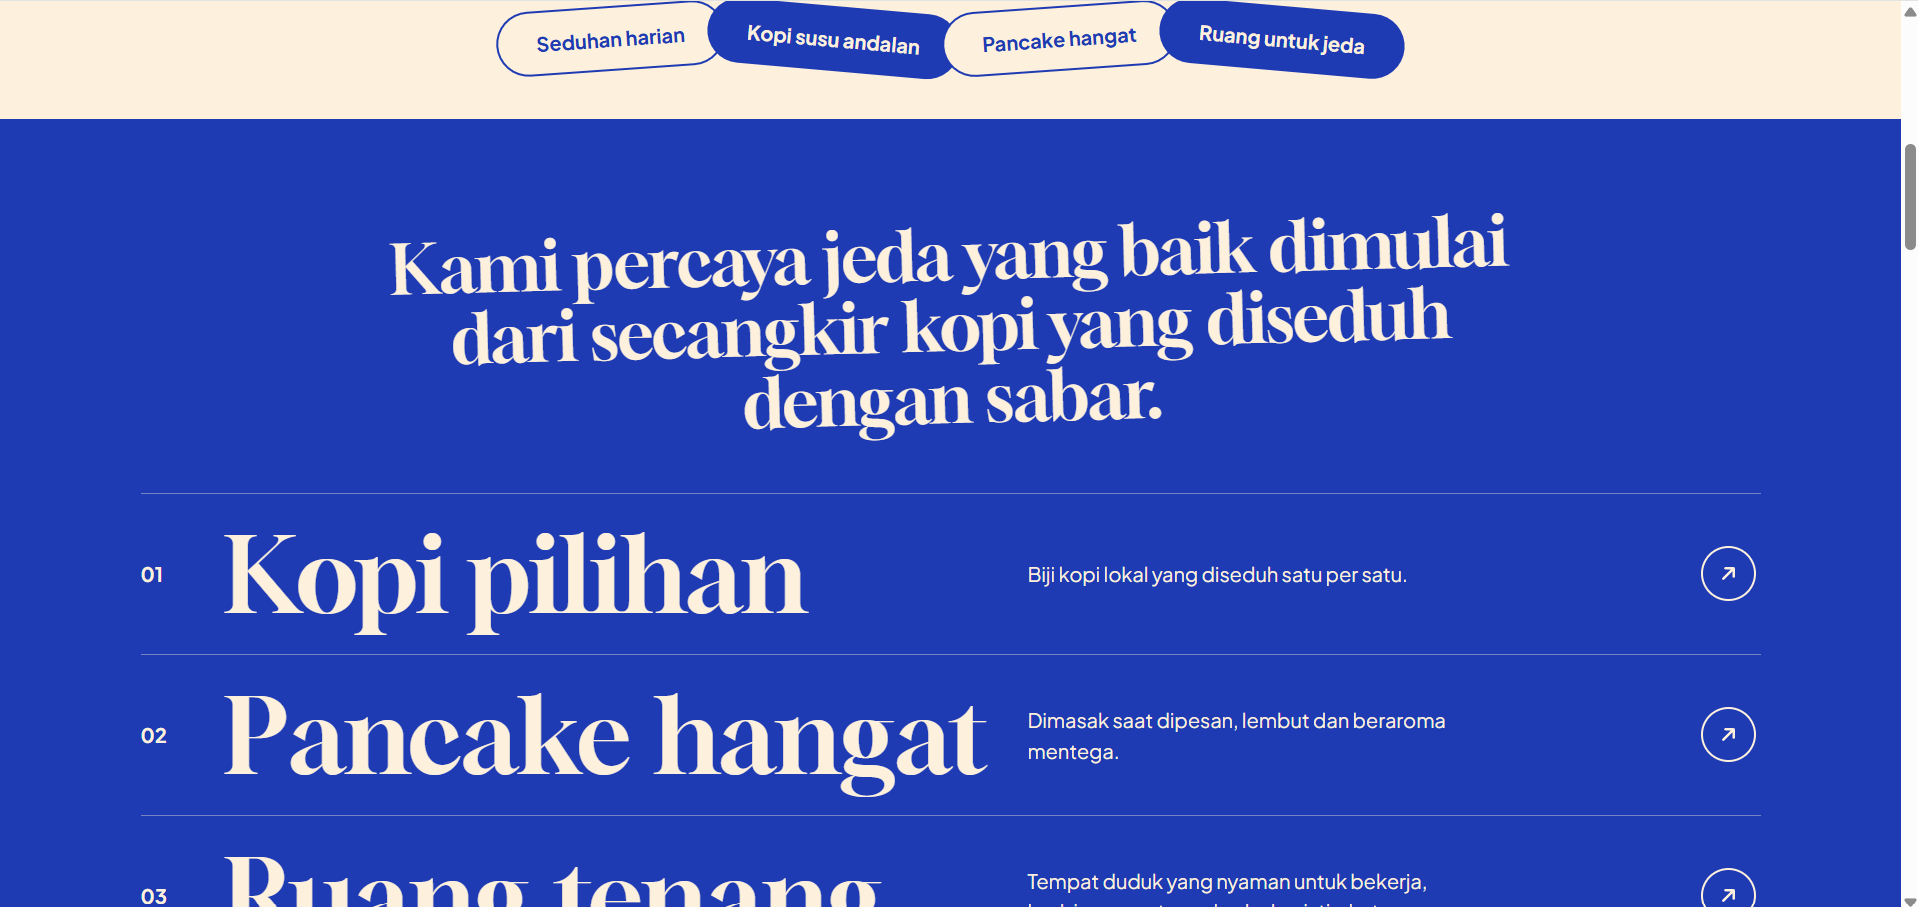 Seduhan harian
Kopi susu andalan
Pancake hangat
Ruang untuk jeda
Kami percaya jeda yang baik dimulai
dari secangkir kopi yang diseduh
dengan sabar.
01
Kopi pilihan
Biji kopi lokal yang diseduh satu per satu.
02
Pancake hangat
Dimasak saat dipesan, lembut dan beraroma
mentega.
03
Ruang tenang
Tempat duduk yang nyaman untuk bekerja,